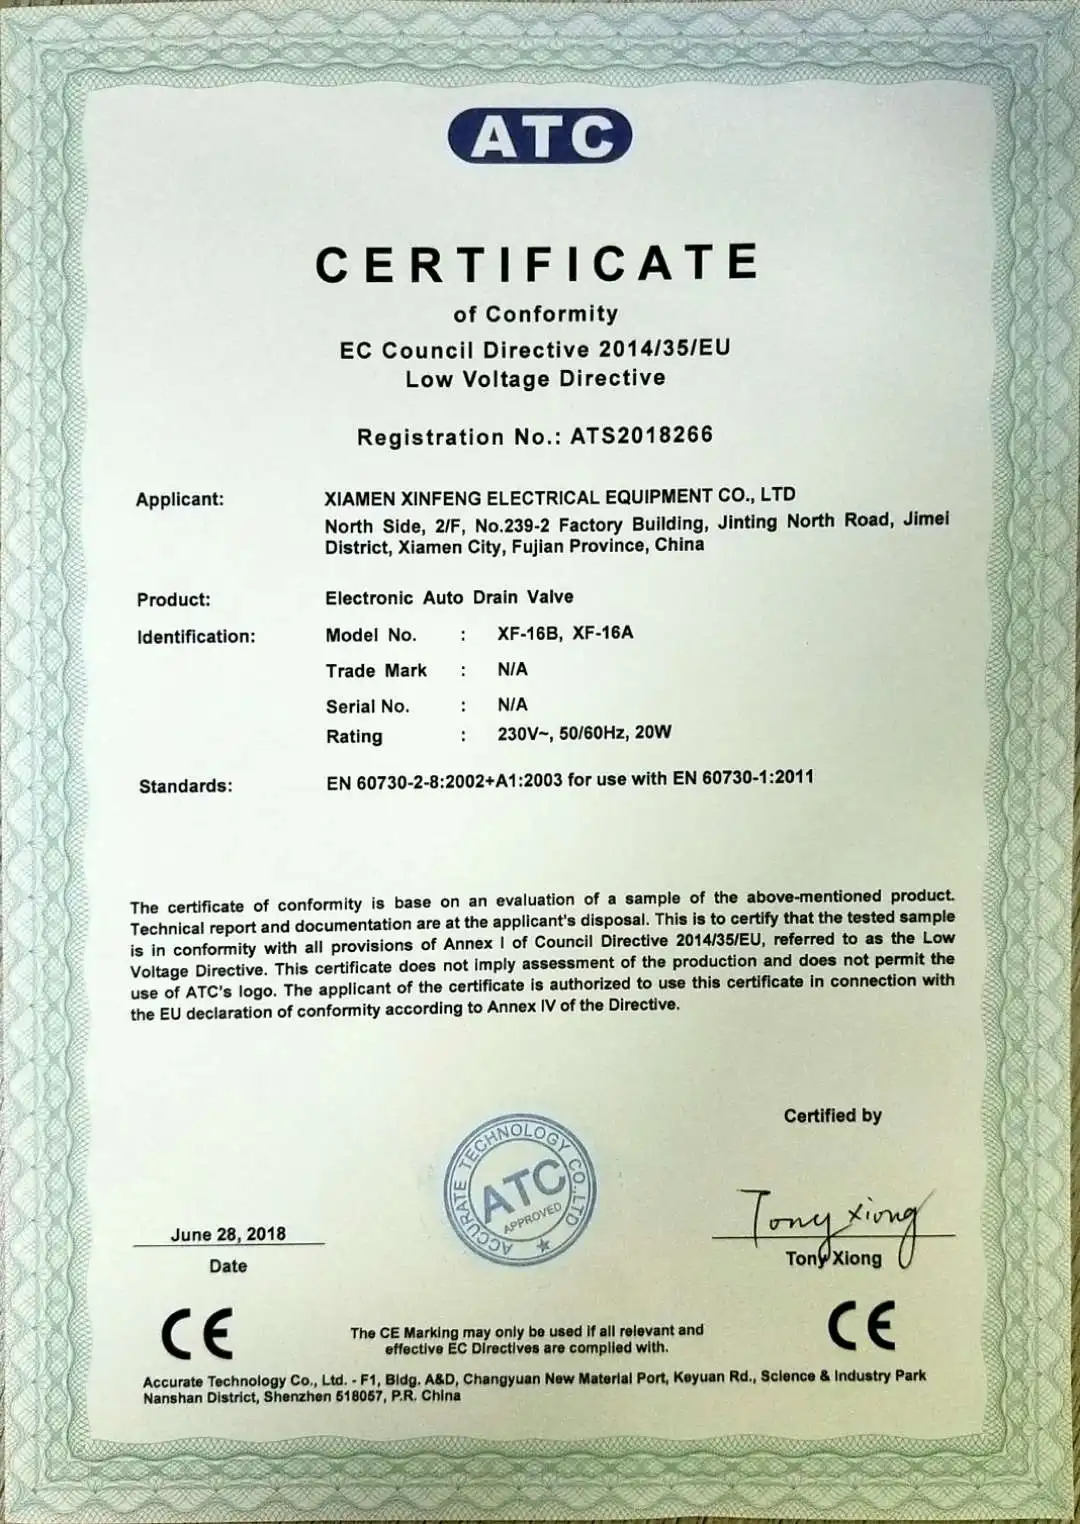 ATC
CERTIFICATE
of Conformity
EC Council Directive 2014/35/EU
Low Voltage Directive
Registration No.: ATS2018266
Applicant: XIAMEN XINFENG ELECTRICAL EQUIPMENT CO., LTD
North Side, 2/F, No.239-2 Factory Building, Jinting North Road, Jimei
District, Xiamen City, Fujian Province, China
Product: Electronic Auto Drain Valve
Identification: Model No. : XF-16B, XF-16A
Trade Mark : N/A
Serial No. : N/A
Rating : 230V~, 50/60Hz, 20W
Standards: EN 60730-2-8:2002+A1:2003 for use with EN 60730-1:2011
The certificate of conformity is base on an evaluation of a sample of the above-mentioned product.
Technical report and documentation are at the applicant's disposal. This is to certify that the tested sample
is in conformity with all provisions of Annex I of Council Directive 2014/35/EU, referred to as the Low
Voltage Directive. This certificate does not imply assessment of the production and does not permit the
use of ATC's logo. The applicant of the certificate is authorized to use this certificate in connection with
the EU declaration of conformity according to Annex IV of the Directive.
Certified by
ACCURATE TECHNOLOGY CO.,LTD
ATC
APPROVED
Tony Xiong
June 28, 2018
Tony Xiong
Date
CE
CE
The CE Marking may only be used if all relevant and
effective EC Directives are complied with.
Accurate Technology Co., Ltd. - F1, Bldg. A&D, Changyuan New Material Port, Keyuan Rd., Science & Industry Park
Nanshan District, Shenzhen 518057, P.R. China